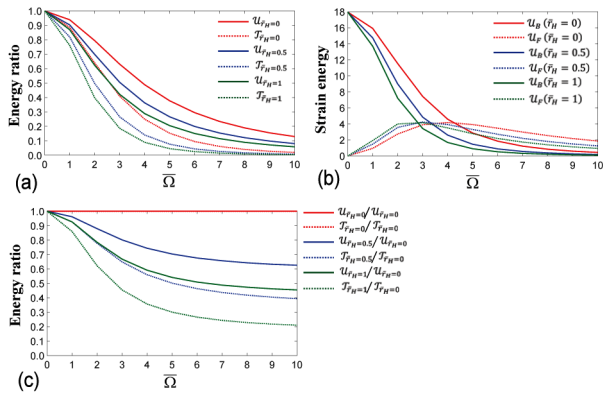 Energy ratio
1.0
0.9
0.8
0.7
0.6
0.5
0.4
0.3
0.2
0.1
0.0
0 1 2 3 4 5 6 7 8 9 10
Ω̅
(a)
𝒰r̄H=0
𝒯r̄H=0
𝒰r̄H=0.5
𝒯r̄H=0.5
𝒰r̄H=1
𝒯r̄H=1
Strain energy
18
16
14
12
10
8
6
4
2
0
0 1 2 3 4 5 6 7 8 9 10
Ω̅
(b)
𝒰B (r̄H = 0)
𝒰F (r̄H = 0)
𝒰B (r̄H = 0.5)
𝒰F (r̄H = 0.5)
𝒰B (r̄H = 1)
𝒰F (r̄H = 1)
Energy ratio
1.0
0.9
0.8
0.7
0.6
0.5
0.4
0.3
0.2
0.1
0.0
0 1 2 3 4 5 6 7 8 9 10
Ω̅
(c)
𝒰r̄H=0/𝒰r̄H=0
𝒯r̄H=0/𝒯r̄H=0
𝒰r̄H=0.5/𝒰r̄H=0
𝒯r̄H=0.5/𝒯r̄H=0
𝒰r̄H=1/𝒰r̄H=0
𝒯r̄H=1/𝒯r̄H=0